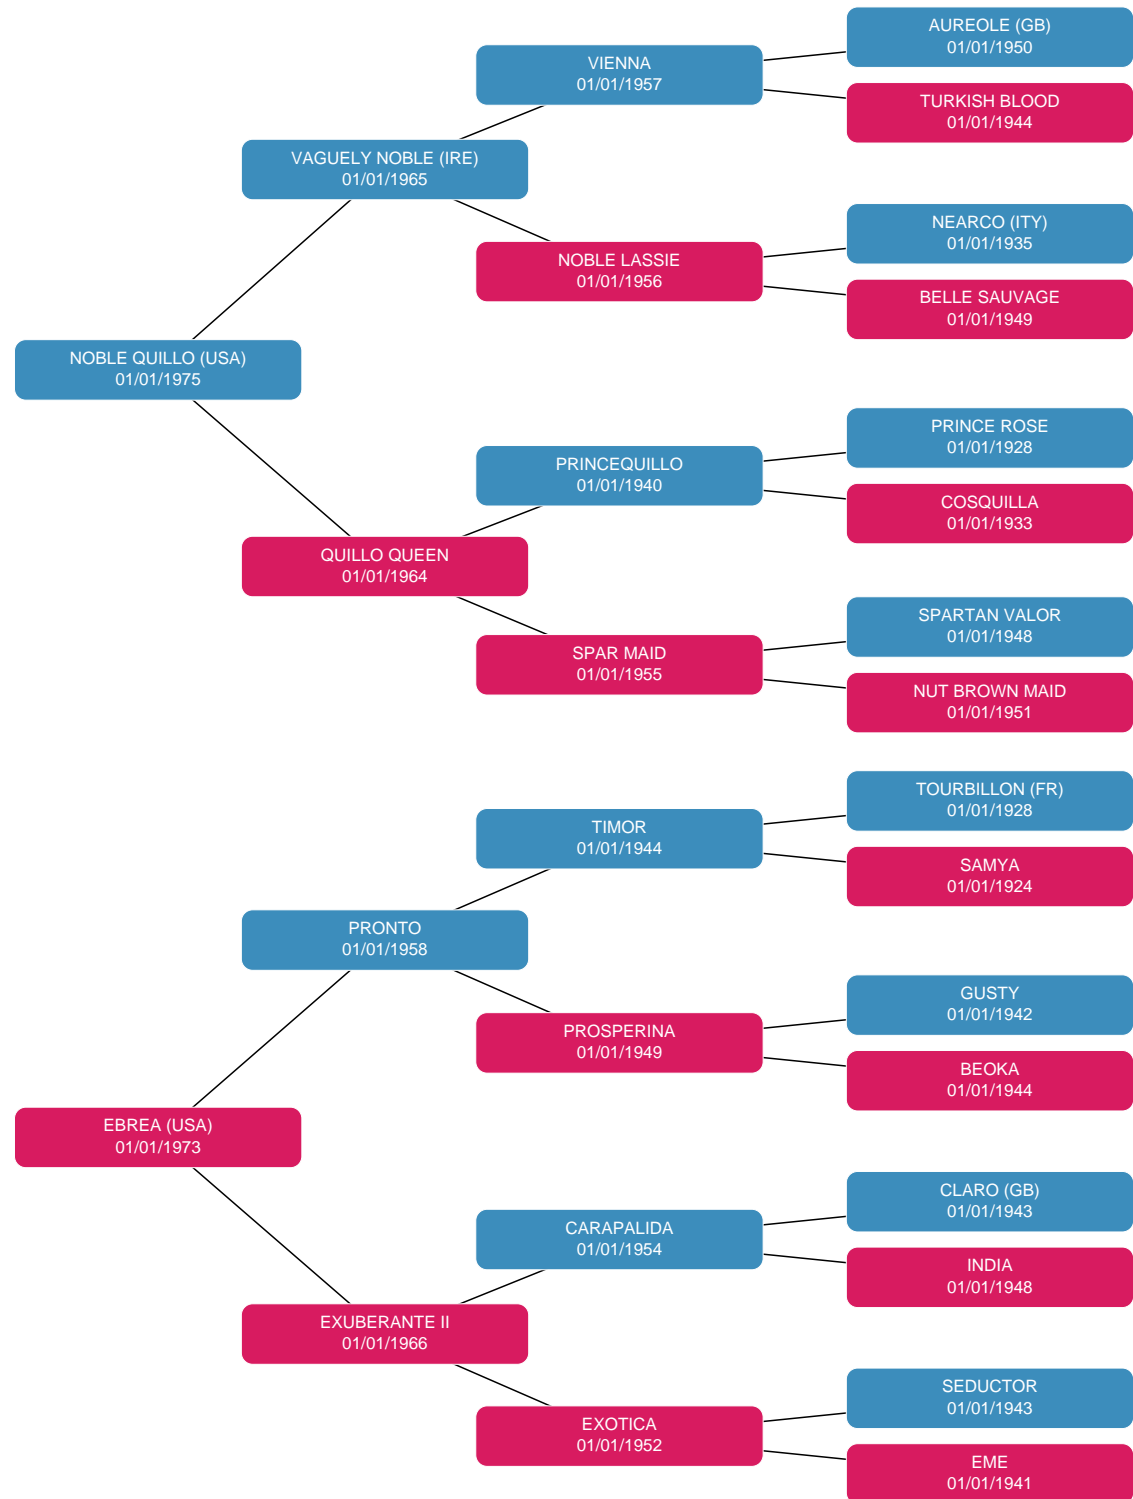 AUREOLE (GB)
01/01/1950
VIENNA
01/01/1957
TURKISH BLOOD
01/01/1944
VAGUELY NOBLE (IRE)
01/01/1965
NEARCO (ITY)
01/01/1935
NOBLE LASSIE
01/01/1956
BELLE SAUVAGE
01/01/1949
NOBLE QUILLO (USA)
01/01/1975
PRINCE ROSE
01/01/1928
PRINCEQUILLO
01/01/1940
COSQUILLA
01/01/1933
QUILLO QUEEN
01/01/1964
SPARTAN VALOR
01/01/1948
SPAR MAID
01/01/1955
NUT BROWN MAID
01/01/1951
TOURBILLON (FR)
01/01/1928
TIMOR
01/01/1944
SAMYA
01/01/1924
PRONTO
01/01/1958
GUSTY
01/01/1942
PROSPERINA
01/01/1949
BEOKA
01/01/1944
EBREA (USA)
01/01/1973
CLARO (GB)
01/01/1943
CARAPALIDA
01/01/1954
INDIA
01/01/1948
EXUBERANTE II
01/01/1966
SEDUCTOR
01/01/1943
EXOTICA
01/01/1952
EME
01/01/1941